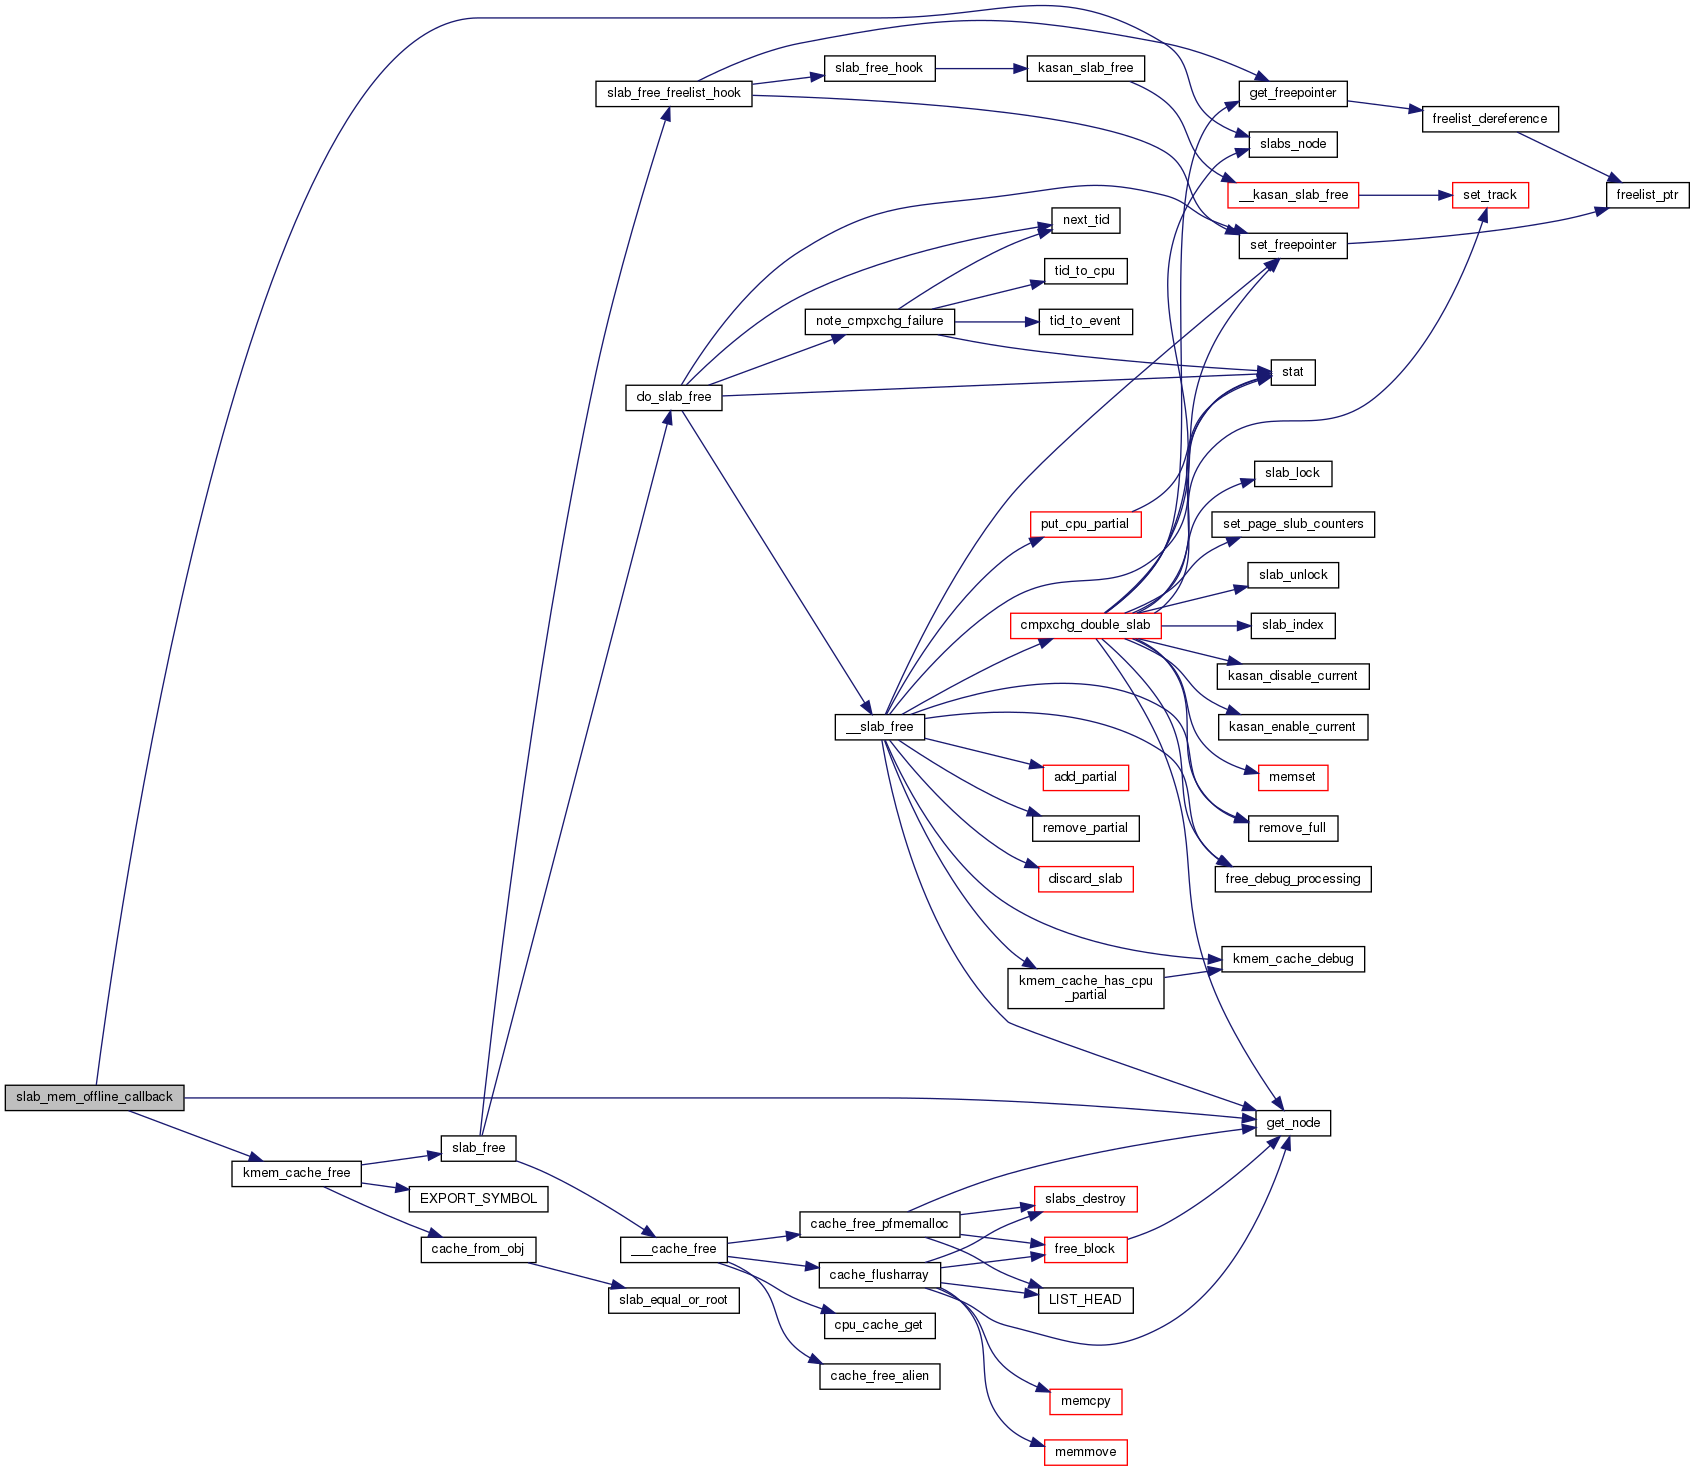 slab_free_hook
kasan_slab_free
slab_free_freelist_hook
get_freepointer
freelist_dereference
slabs_node
__kasan_slab_free
set_track
freelist_ptr
next_tid
set_freepointer
tid_to_cpu
note_cmpxchg_failure
tid_to_event
stat
do_slab_free
slab_lock
put_cpu_partial
set_page_slub_counters
slab_unlock
cmpxchg_double_slab
slab_index
kasan_disable_current
__slab_free
kasan_enable_current
add_partial
memset
remove_partial
remove_full
discard_slab
free_debug_processing
kmem_cache_debug
kmem_cache_has_cpu
_partial
slab_mem_offline_callback
get_node
slab_free
kmem_cache_free
EXPORT_SYMBOL
slabs_destroy
cache_free_pfmemalloc
cache_from_obj
___cache_free
free_block
cache_flusharray
slab_equal_or_root
LIST_HEAD
cpu_cache_get
cache_free_alien
memcpy
memmove